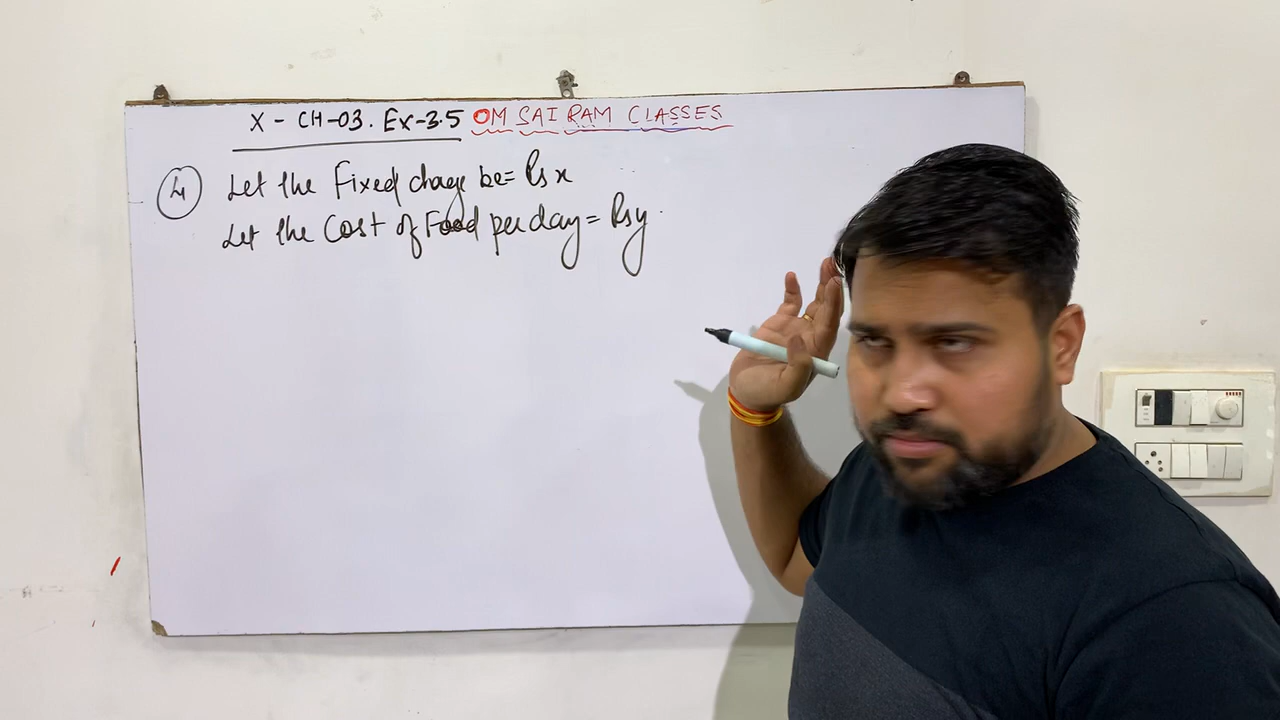 X - CH-03. Ex-3.5 OM SAI RAM CLASSES
4 Let the Fixed charge be = Rs x
Let the Cost of Food per day = Rs y.